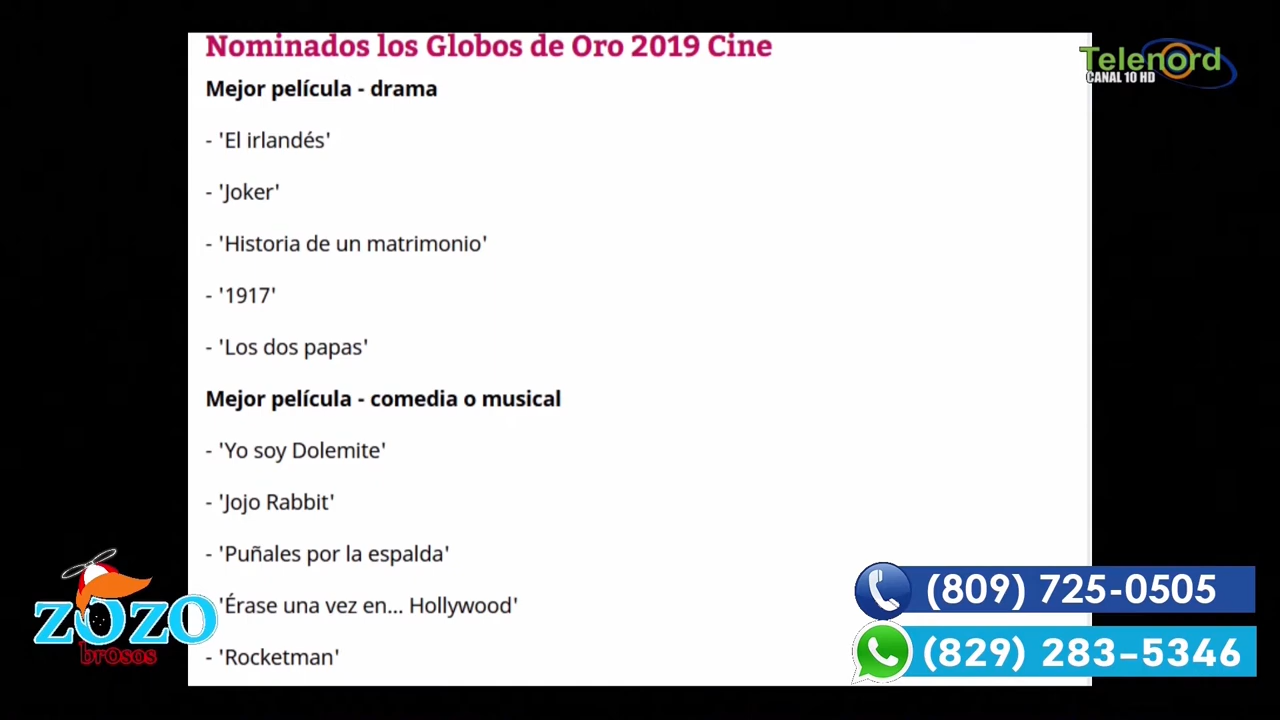 Nominados los Globos de Oro 2019 Cine
Telenord
CANAL 10 HD
Mejor película - drama
- 'El irlandés'
- 'Joker'
- 'Historia de un matrimonio'
- '1917'
- 'Los dos papas'
Mejor película - comedia o musical
- 'Yo soy Dolemite'
- 'Jojo Rabbit'
- 'Puñales por la espalda'
'Érase una vez en... Hollywood'
- 'Rocketman'
zOzO
brOsos
(809) 725-0505
(829) 283-5346